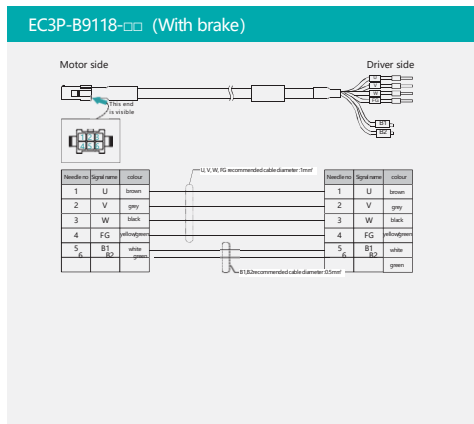 EC3P-B9118-□□ (With brake)
Motor side
Driver side
This end
is visible
U
V
W
FG
B1
B2
U, V, W, FG recommended cable diameter :1mm²
Needle no Signal name colour
Needle no Signal name colour
1 U brown
1 U brown
2 V grey
2 V grey
3 W black
3 W black
4 FG yellow/green
4 FG yellow/green
5 B1 white
5 B1 white
6 B2 green
6 B2
green
B1,B2recommended cable diameter :0.5mm²